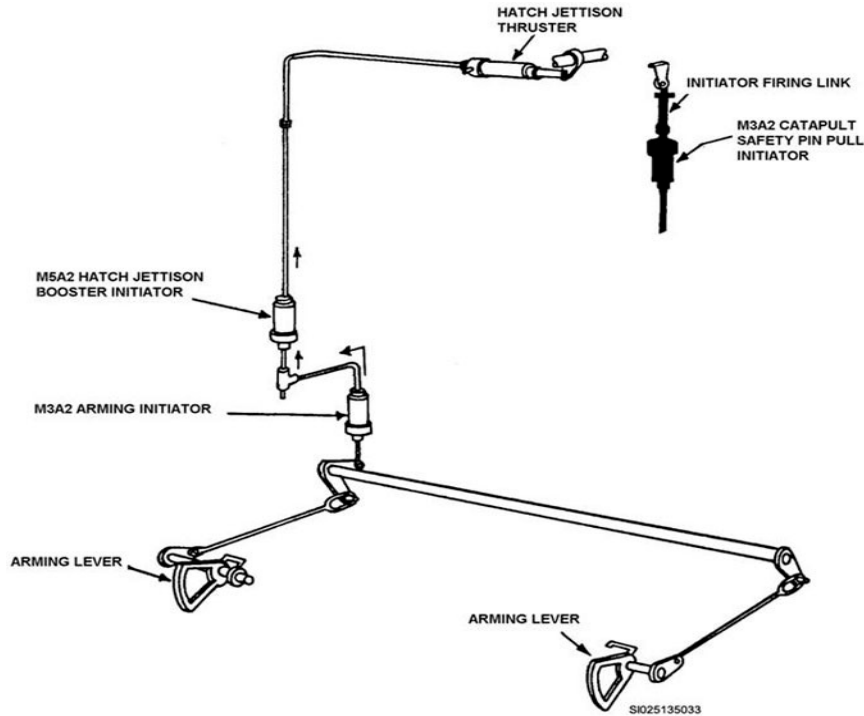 HATCH JETTISON
THRUSTER
INITIATOR FIRING LINK
M3A2 CATAPULT
SAFETY PIN PULL
INITIATOR
M5A2 HATCH JETTISON
BOOSTER INITIATOR
M3A2 ARMING INITIATOR
ARMING LEVER
ARMING LEVER
SI025135033